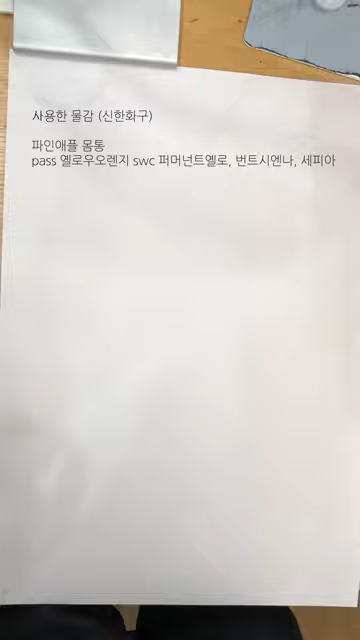 사용한 물감 (신한화구)
파인애플 몸통
pass 옐로우오렌지 swc 퍼머넌트옐로, 번트시엔나, 세피아